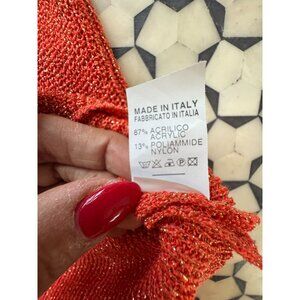 MADE IN ITALY
FABBRICATO IN ITALIA
87% ACRILICO
ACRYLIC
13% POLIAMMIDE
NYLON